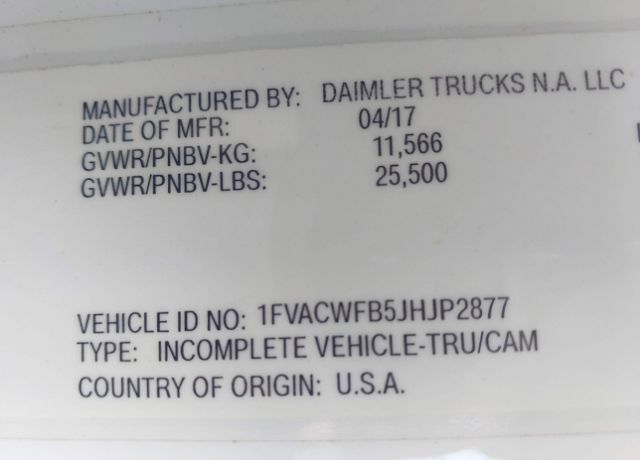 MANUFACTURED BY: DAIMLER TRUCKS N.A. LLC
DATE OF MFR: 04/17
GVWR/PNBV-KG: 11,566
GVWR/PNBV-LBS: 25,500
VEHICLE ID NO: 1FVACWFB5JHJP2877
TYPE: INCOMPLETE VEHICLE-TRU/CAM
COUNTRY OF ORIGIN: U.S.A.